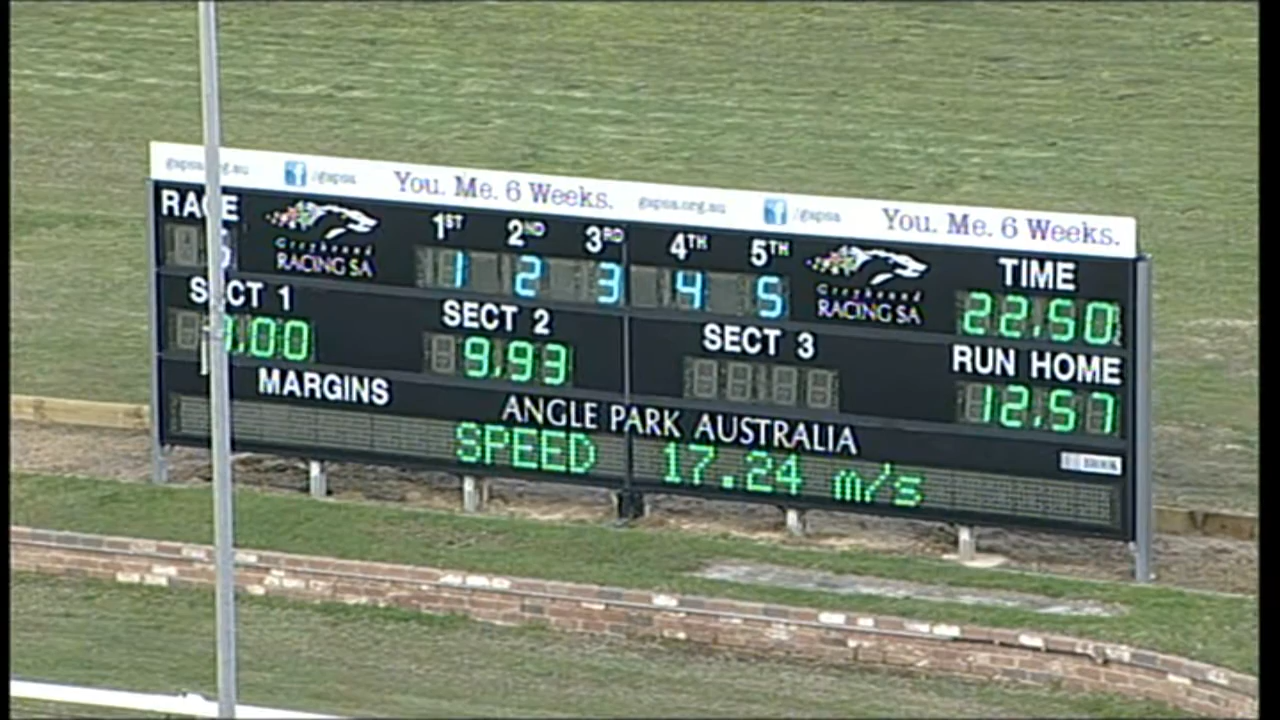 gapsa.org.au /gapsa You. Me. 6 Weeks. gapsa.org.au /gapsa You. Me. 6 Weeks.
RACE 1ST 2ND 3RD 4TH 5TH TIME
Greyhound RACING SA 1 2 3 4 5 Greyhound RACING SA 22.50
SECT 1 SECT 2 SECT 3 RUN HOME
.00 9.93 12.57
MARGINS ANGLE PARK AUSTRALIA
SPEED 17.24 m/s